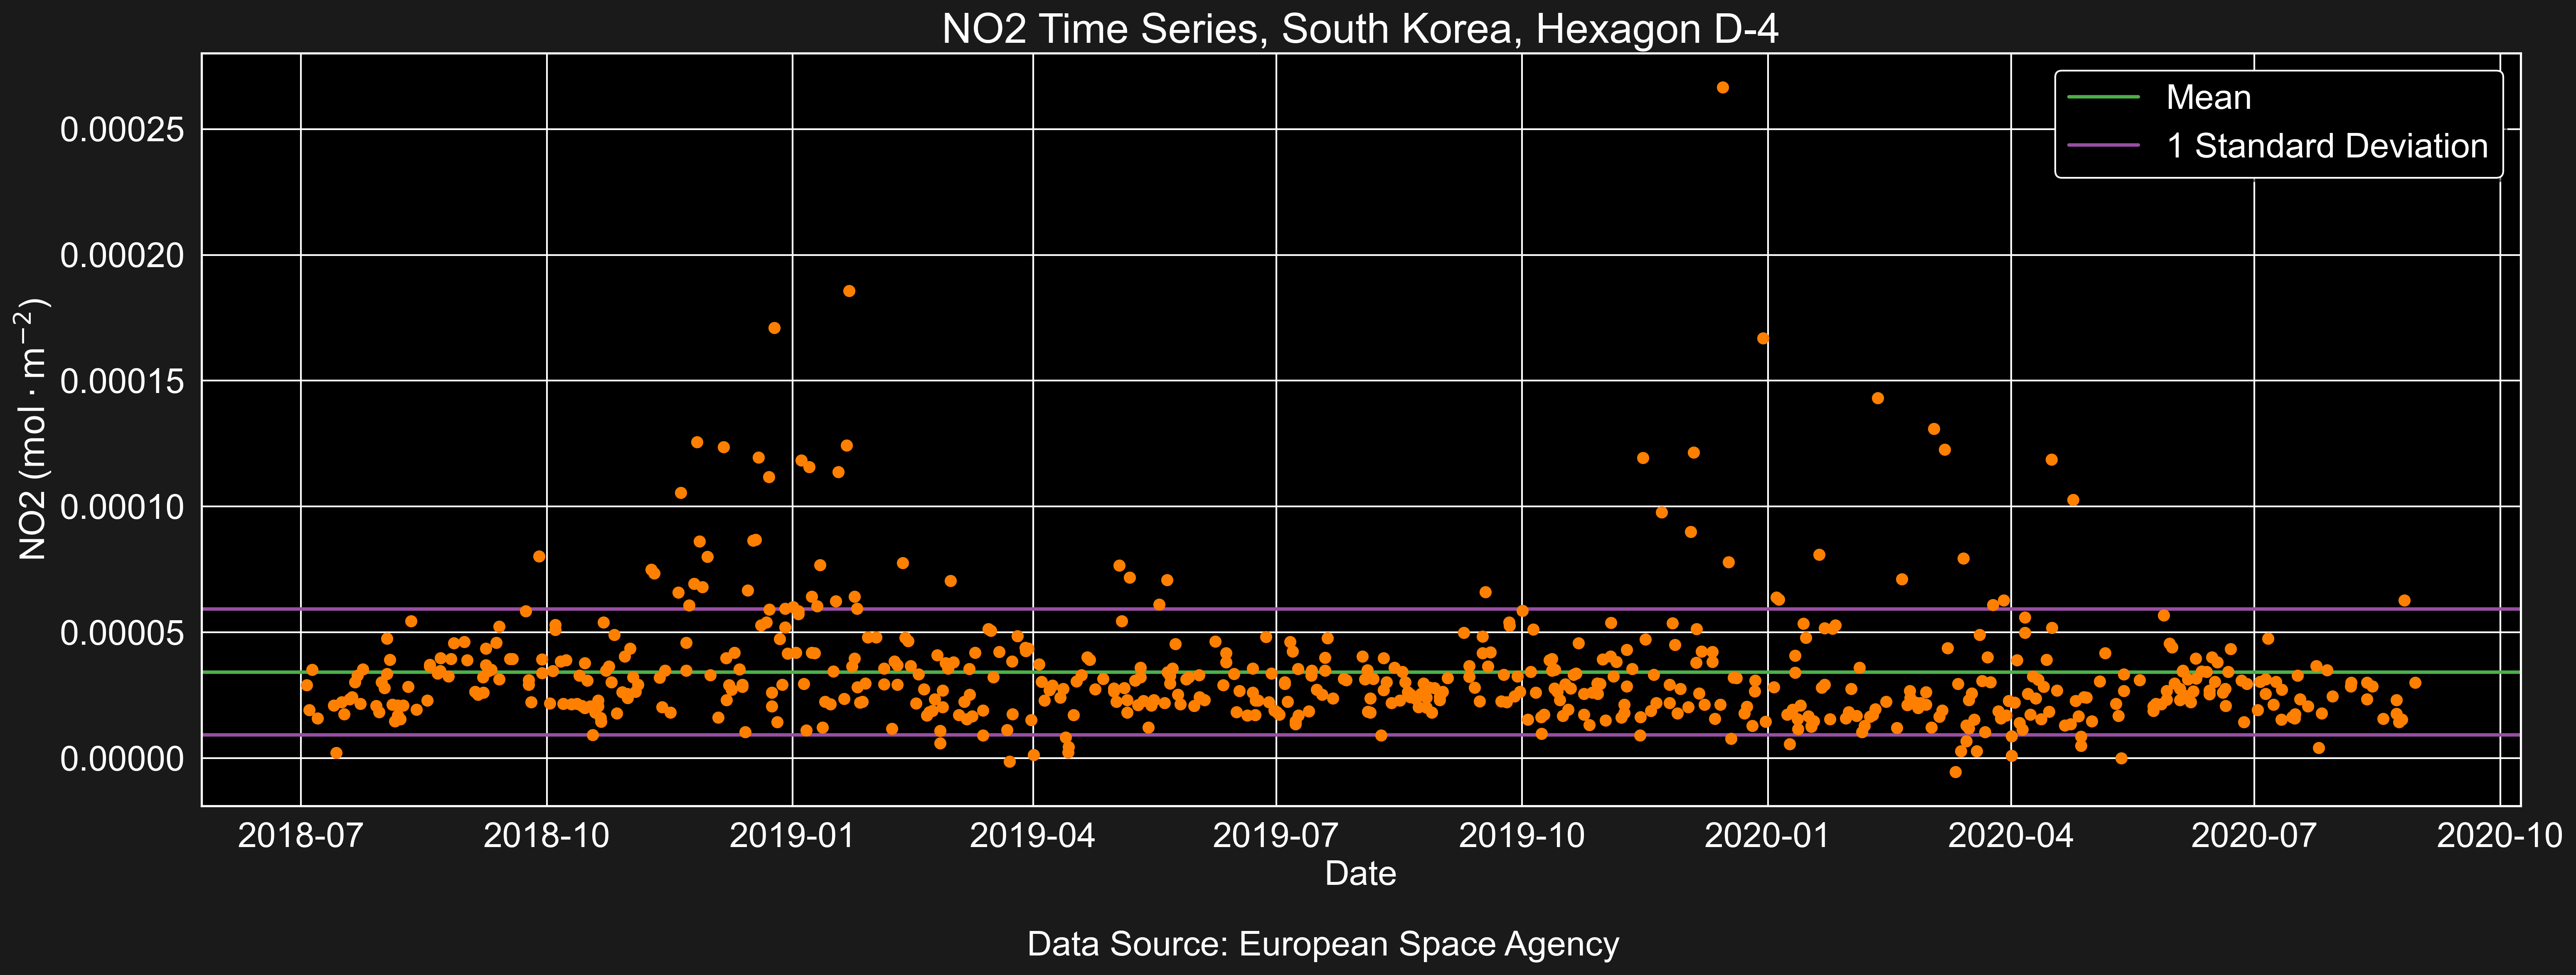 NO2 Time Series, South Korea, Hexagon D-4
Mean
1 Standard Deviation
NO2 (mol · m⁻²)
0.00025
0.00020
0.00015
0.00010
0.00005
0.00000
2018-07 2018-10 2019-01 2019-04 2019-07 2019-10 2020-01 2020-04 2020-07 2020-10
Date
Data Source: European Space Agency